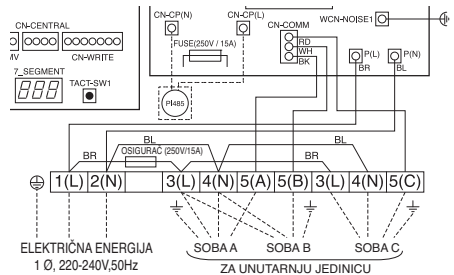 CN-CENTRAL
CN-CP(N)
CN-CP(L)
CN-COMM
WCN-NOISE1
MV
CN-WRITE
FUSE(250V / 15A)
RD
WH
BK
P(L)
P(N)
BR
BL
7_SEGMENT
TACT-SW1
PI485
BL
BL
BR
OSIGURAČ (250V/15A)
BR
1(L)
2(N)
3(L)
4(N)
5(A)
5(B)
3(L)
4(N)
5(C)
ELEKTRIČNA ENERGIJA
1 Ø, 220-240V,50Hz
SOBA A
SOBA B
SOBA C
ZA UNUTARNJU JEDINICU